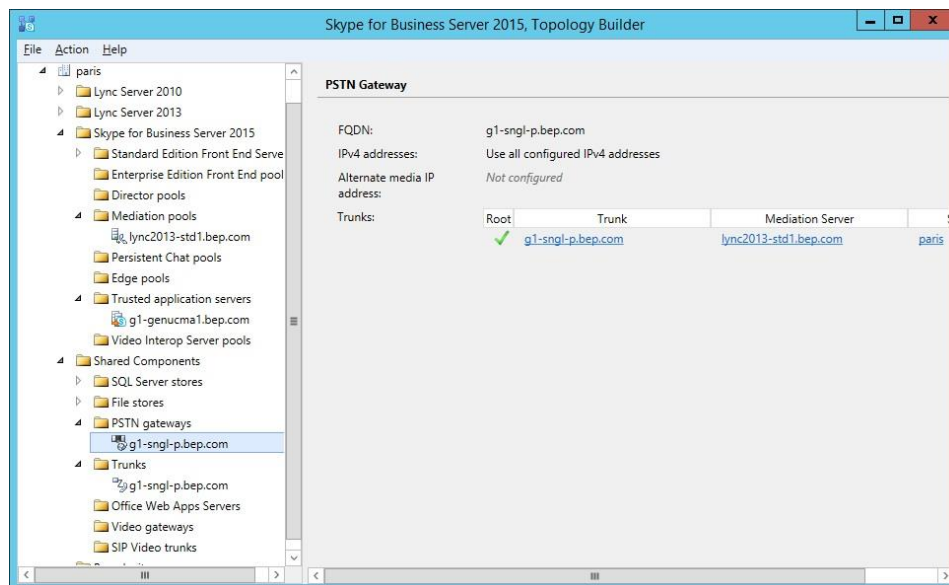 Skype for Business Server 2015, Topology Builder
File Action Help
paris
Lync Server 2010
Lync Server 2013
Skype for Business Server 2015
Standard Edition Front End Serve
Enterprise Edition Front End pool
Director pools
Mediation pools
lync2013-std1.bep.com
Persistent Chat pools
Edge pools
Trusted application servers
g1-genucma1.bep.com
Video Interop Server pools
Shared Components
SQL Server stores
File stores
PSTN gateways
g1-sngl-p.bep.com
Trunks
g1-sngl-p.bep.com
Office Web Apps Servers
Video gateways
SIP Video trunks
PSTN Gateway
FQDN: g1-sngl-p.bep.com
IPv4 addresses: Use all configured IPv4 addresses
Alternate media IP address: Not configured
Trunks:
Root Trunk Mediation Server S
g1-sngl-p.bep.com lync2013-std1.bep.com paris